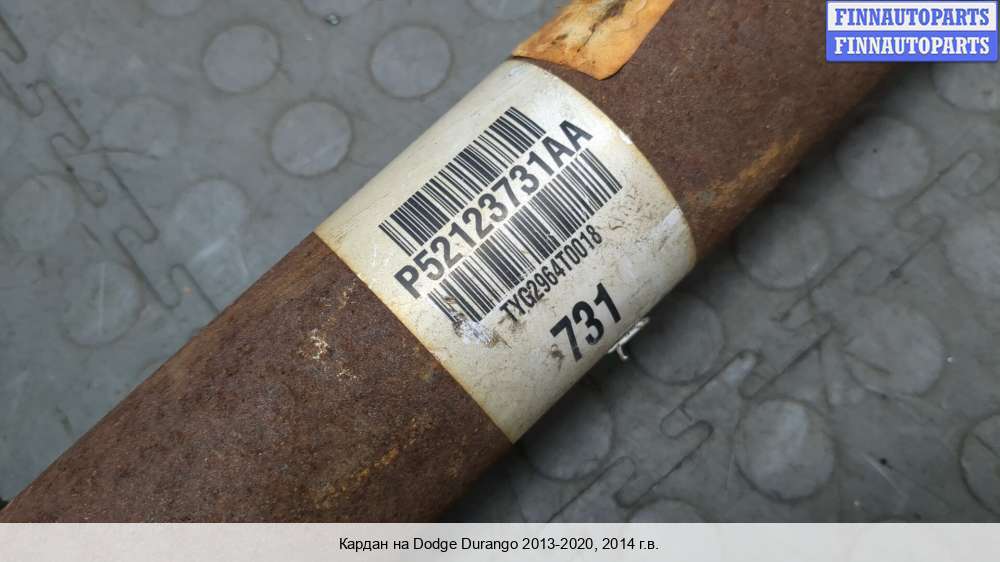 FINNAUTOPARTS
FINNAUTOPARTS
P52123731AA
TYG2964T0018
731
Кардан на Dodge Durango 2013-2020, 2014 г.в.